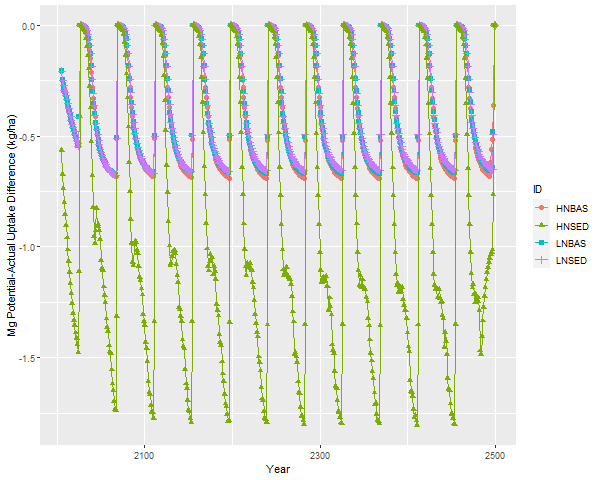 0.0
-0.5
-1.0
-1.5
Mg Potential-Actual Uptake Difference (kg/ha)
2100
2300
2500
Year
ID
HNBAS
HNSED
LNBAS
LNSED